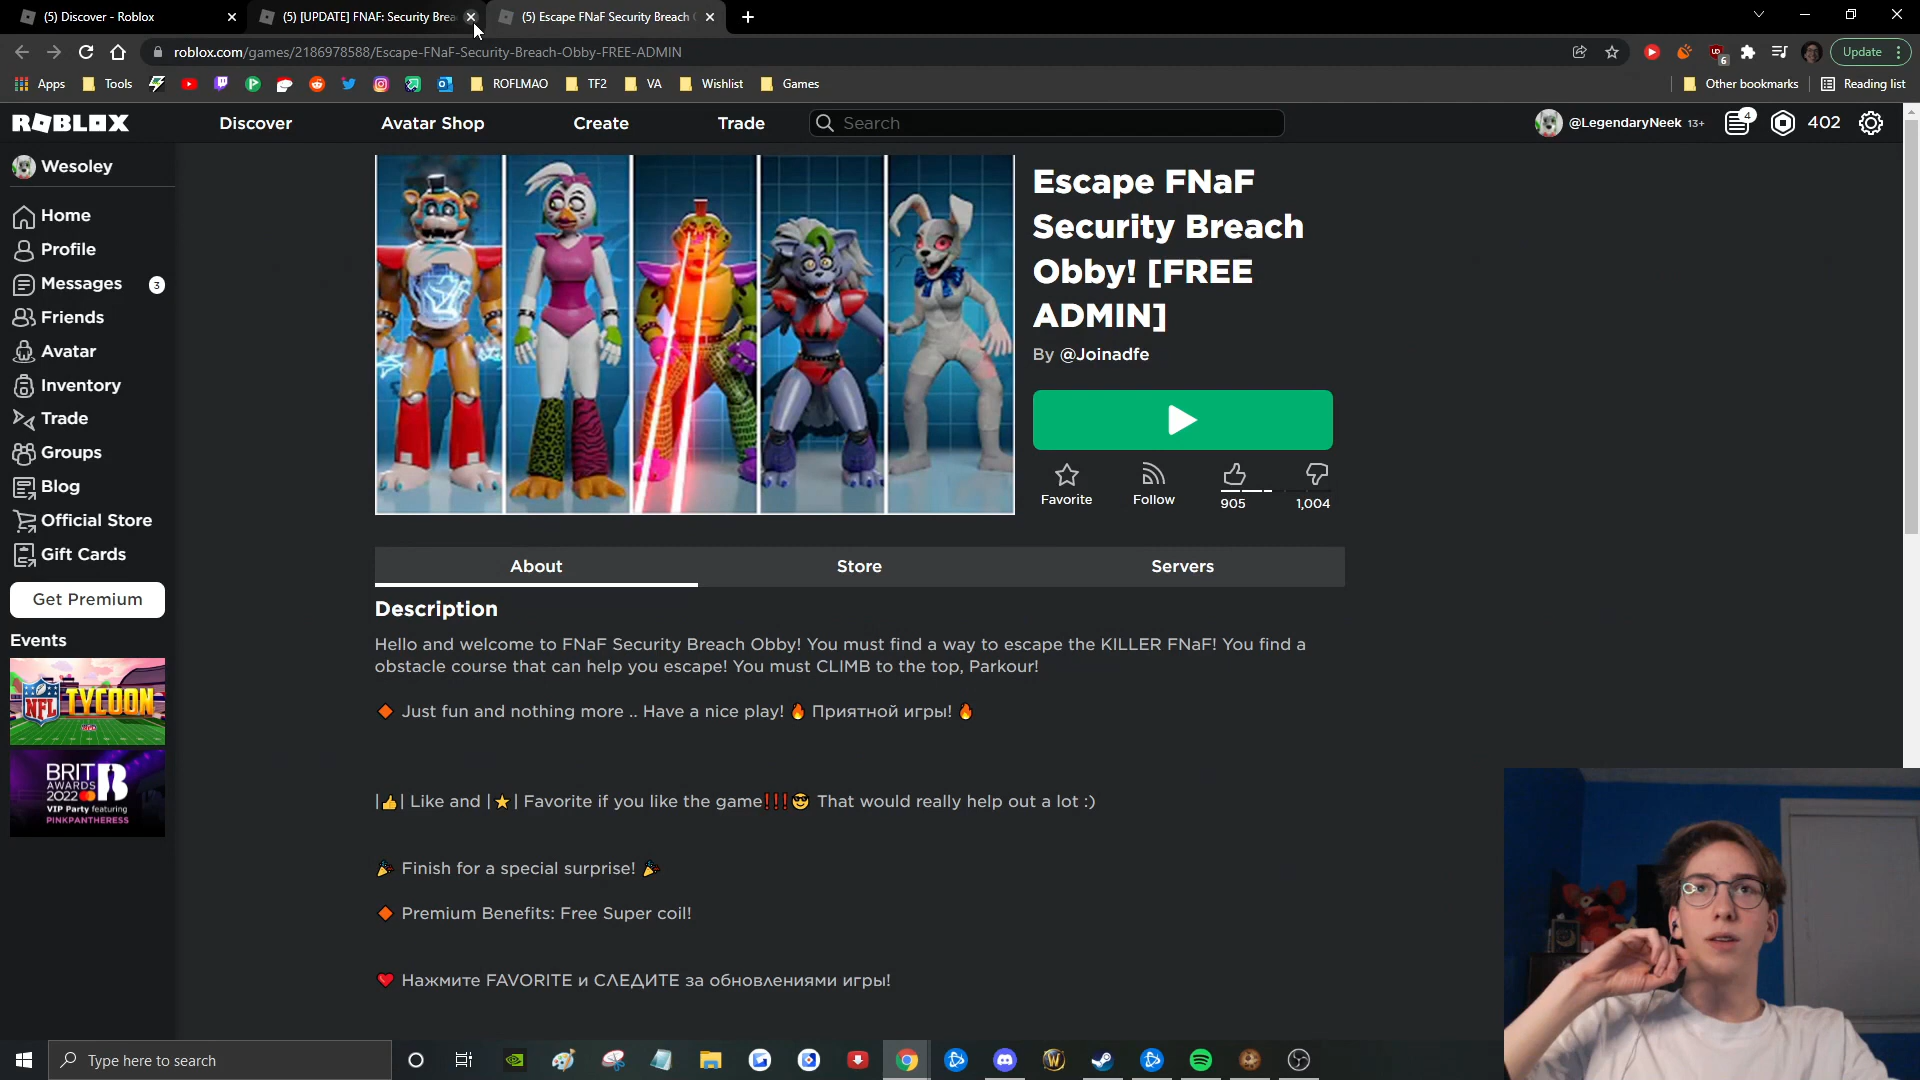 (5) Discover - Roblox
(5) [UPDATE] FNAF: Security Brea
(5) Escape FNaF Security Breach
roblox.com/games/2186978588/Escape-FNaF-Security-Breach-Obby-FREE-ADMIN
6
Update
Apps
Tools
ROFLMAO
TF2
VA
Wishlist
Games
Other bookmarks
Reading list
ROBLOX
Discover
Avatar Shop
Create
Trade
Search
@LegendaryNeek 13+
4
402
Wesoley
Home
Profile
Messages
3
Friends
Avatar
Inventory
Trade
Groups
Blog
Official Store
Gift Cards
Get Premium
Events
NFL TYCOON
BRIT
AWARDS
2022
VIP Party featuring
PINKPANTHERESS
Escape FNaF
Security Breach
Obby! [FREE
ADMIN]
By @Joinadfe
Favorite
Follow
905
1,004
About
Store
Servers
Description
Hello and welcome to FNaF Security Breach Obby! You must find a way to escape the KILLER FNaF! You find a
obstacle course that can help you escape! You must CLIMB to the top, Parkour!
🔸 Just fun and nothing more .. Have a nice play! 🔥 Приятной игры! 🔥
|👍| Like and |⭐| Favorite if you like the game❗❗❗😎 That would really help out a lot :)
🎉 Finish for a special surprise! 🎉
🔸 Premium Benefits: Free Super coil!
❤️ Нажмите FAVORITE и СЛЕДИТЕ за обновлениями игры!
Type here to search